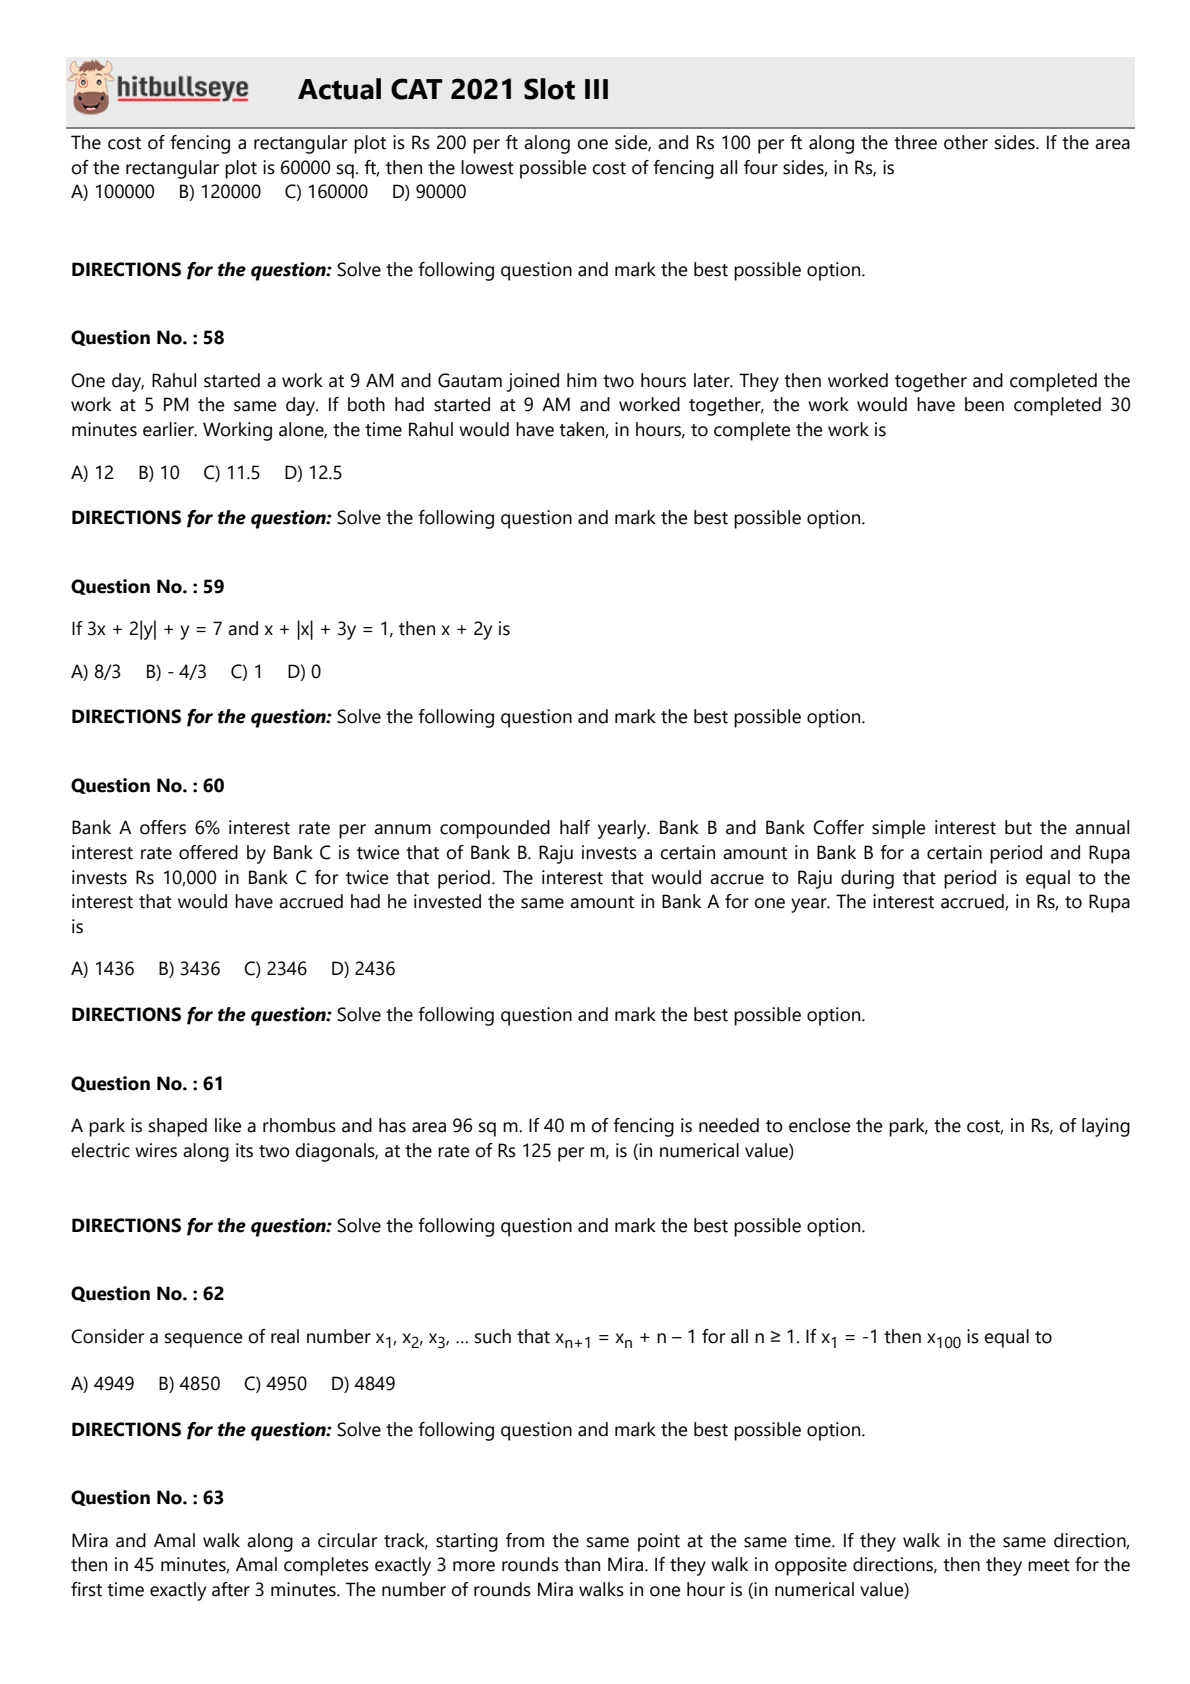 hitbullseye Actual CAT 2021 Slot III
The cost of fencing a rectangular plot is Rs 200 per ft along one side, and Rs 100 per ft along the three other sides. If the area
of the rectangular plot is 60000 sq. ft, then the lowest possible cost of fencing all four sides, in Rs, is
A) 100000 B) 120000 C) 160000 D) 90000
DIRECTIONS for the question: Solve the following question and mark the best possible option.
Question No. : 58
One day, Rahul started a work at 9 AM and Gautam joined him two hours later. They then worked together and completed the
work at 5 PM the same day. If both had started at 9 AM and worked together, the work would have been completed 30
minutes earlier. Working alone, the time Rahul would have taken, in hours, to complete the work is
A) 12 B) 10 C) 11.5 D) 12.5
DIRECTIONS for the question: Solve the following question and mark the best possible option.
Question No. : 59
If 3x + 2|y| + y = 7 and x + |x| + 3y = 1, then x + 2y is
A) 8/3 B) - 4/3 C) 1 D) 0
DIRECTIONS for the question: Solve the following question and mark the best possible option.
Question No. : 60
Bank A offers 6% interest rate per annum compounded half yearly. Bank B and Bank Coffer simple interest but the annual
interest rate offered by Bank C is twice that of Bank B. Raju invests a certain amount in Bank B for a certain period and Rupa
invests Rs 10,000 in Bank C for twice that period. The interest that would accrue to Raju during that period is equal to the
interest that would have accrued had he invested the same amount in Bank A for one year. The interest accrued, in Rs, to Rupa
is
A) 1436 B) 3436 C) 2346 D) 2436
DIRECTIONS for the question: Solve the following question and mark the best possible option.
Question No. : 61
A park is shaped like a rhombus and has area 96 sq m. If 40 m of fencing is needed to enclose the park, the cost, in Rs, of laying
electric wires along its two diagonals, at the rate of Rs 125 per m, is (in numerical value)
DIRECTIONS for the question: Solve the following question and mark the best possible option.
Question No. : 62
Consider a sequence of real number x1, x2, x3, ... such that xn+1 = xn + n – 1 for all n ≥ 1. If x1 = -1 then x100 is equal to
A) 4949 B) 4850 C) 4950 D) 4849
DIRECTIONS for the question: Solve the following question and mark the best possible option.
Question No. : 63
Mira and Amal walk along a circular track, starting from the same point at the same time. If they walk in the same direction,
then in 45 minutes, Amal completes exactly 3 more rounds than Mira. If they walk in opposite directions, then they meet for the
first time exactly after 3 minutes. The number of rounds Mira walks in one hour is (in numerical value)